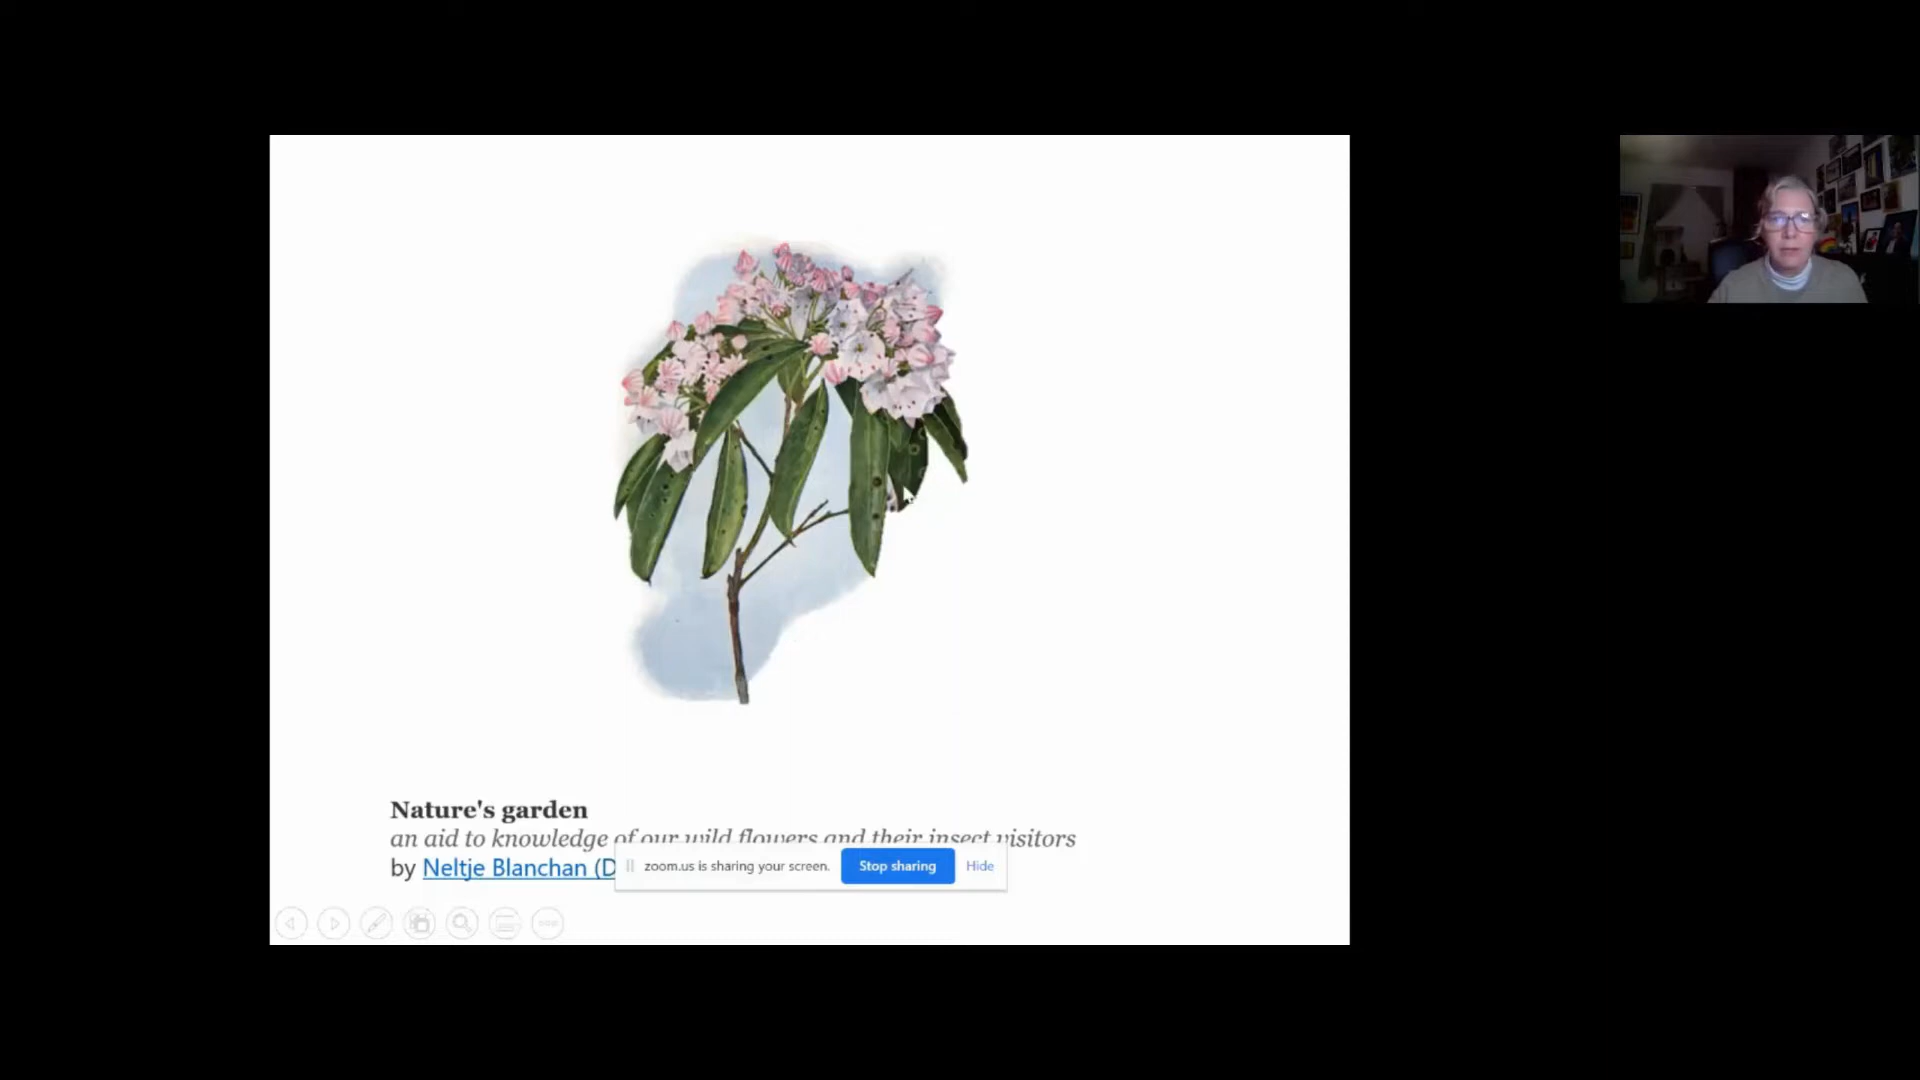 Nature's garden
an aid to knowledge of our wild flowers and their insect visitors
by Neltje Blanchan (D
zoom.us is sharing your screen. Stop sharing Hide